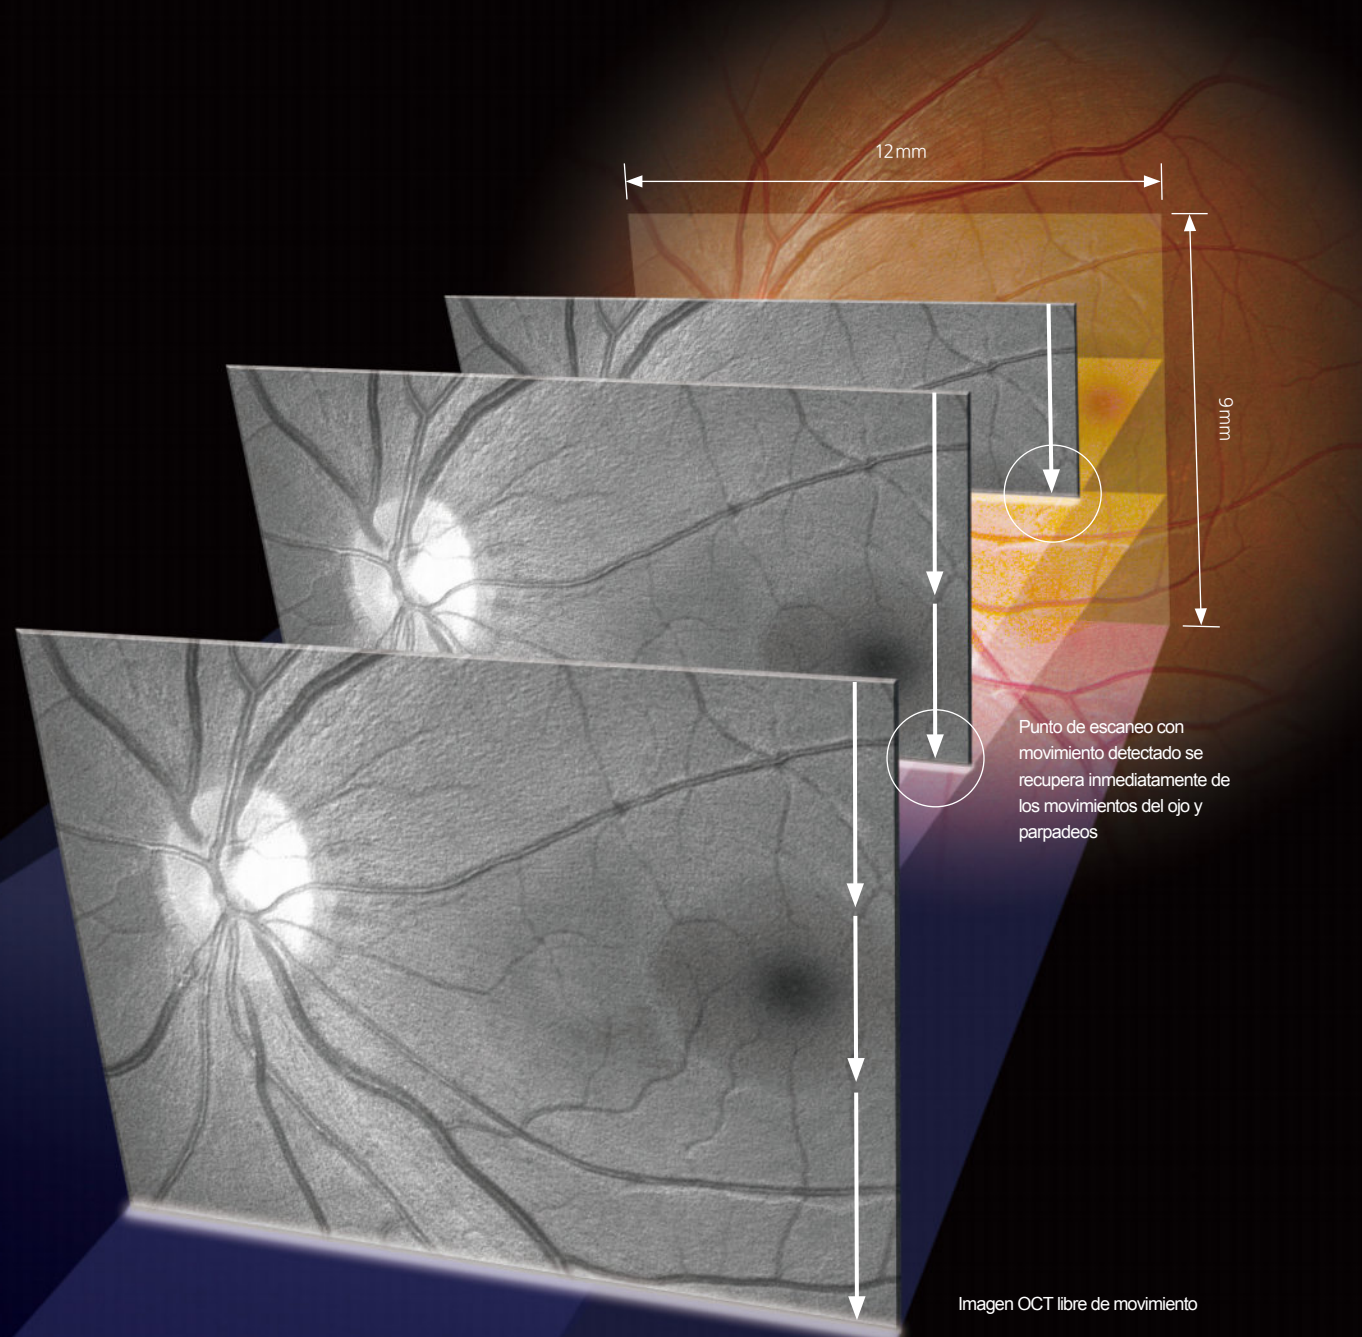 12mm
9mm
Punto de escaneo con
movimiento detectado se
recupera inmediatamente de
los movimientos del ojo y
parpadeos
Imagen OCT libre de movimiento